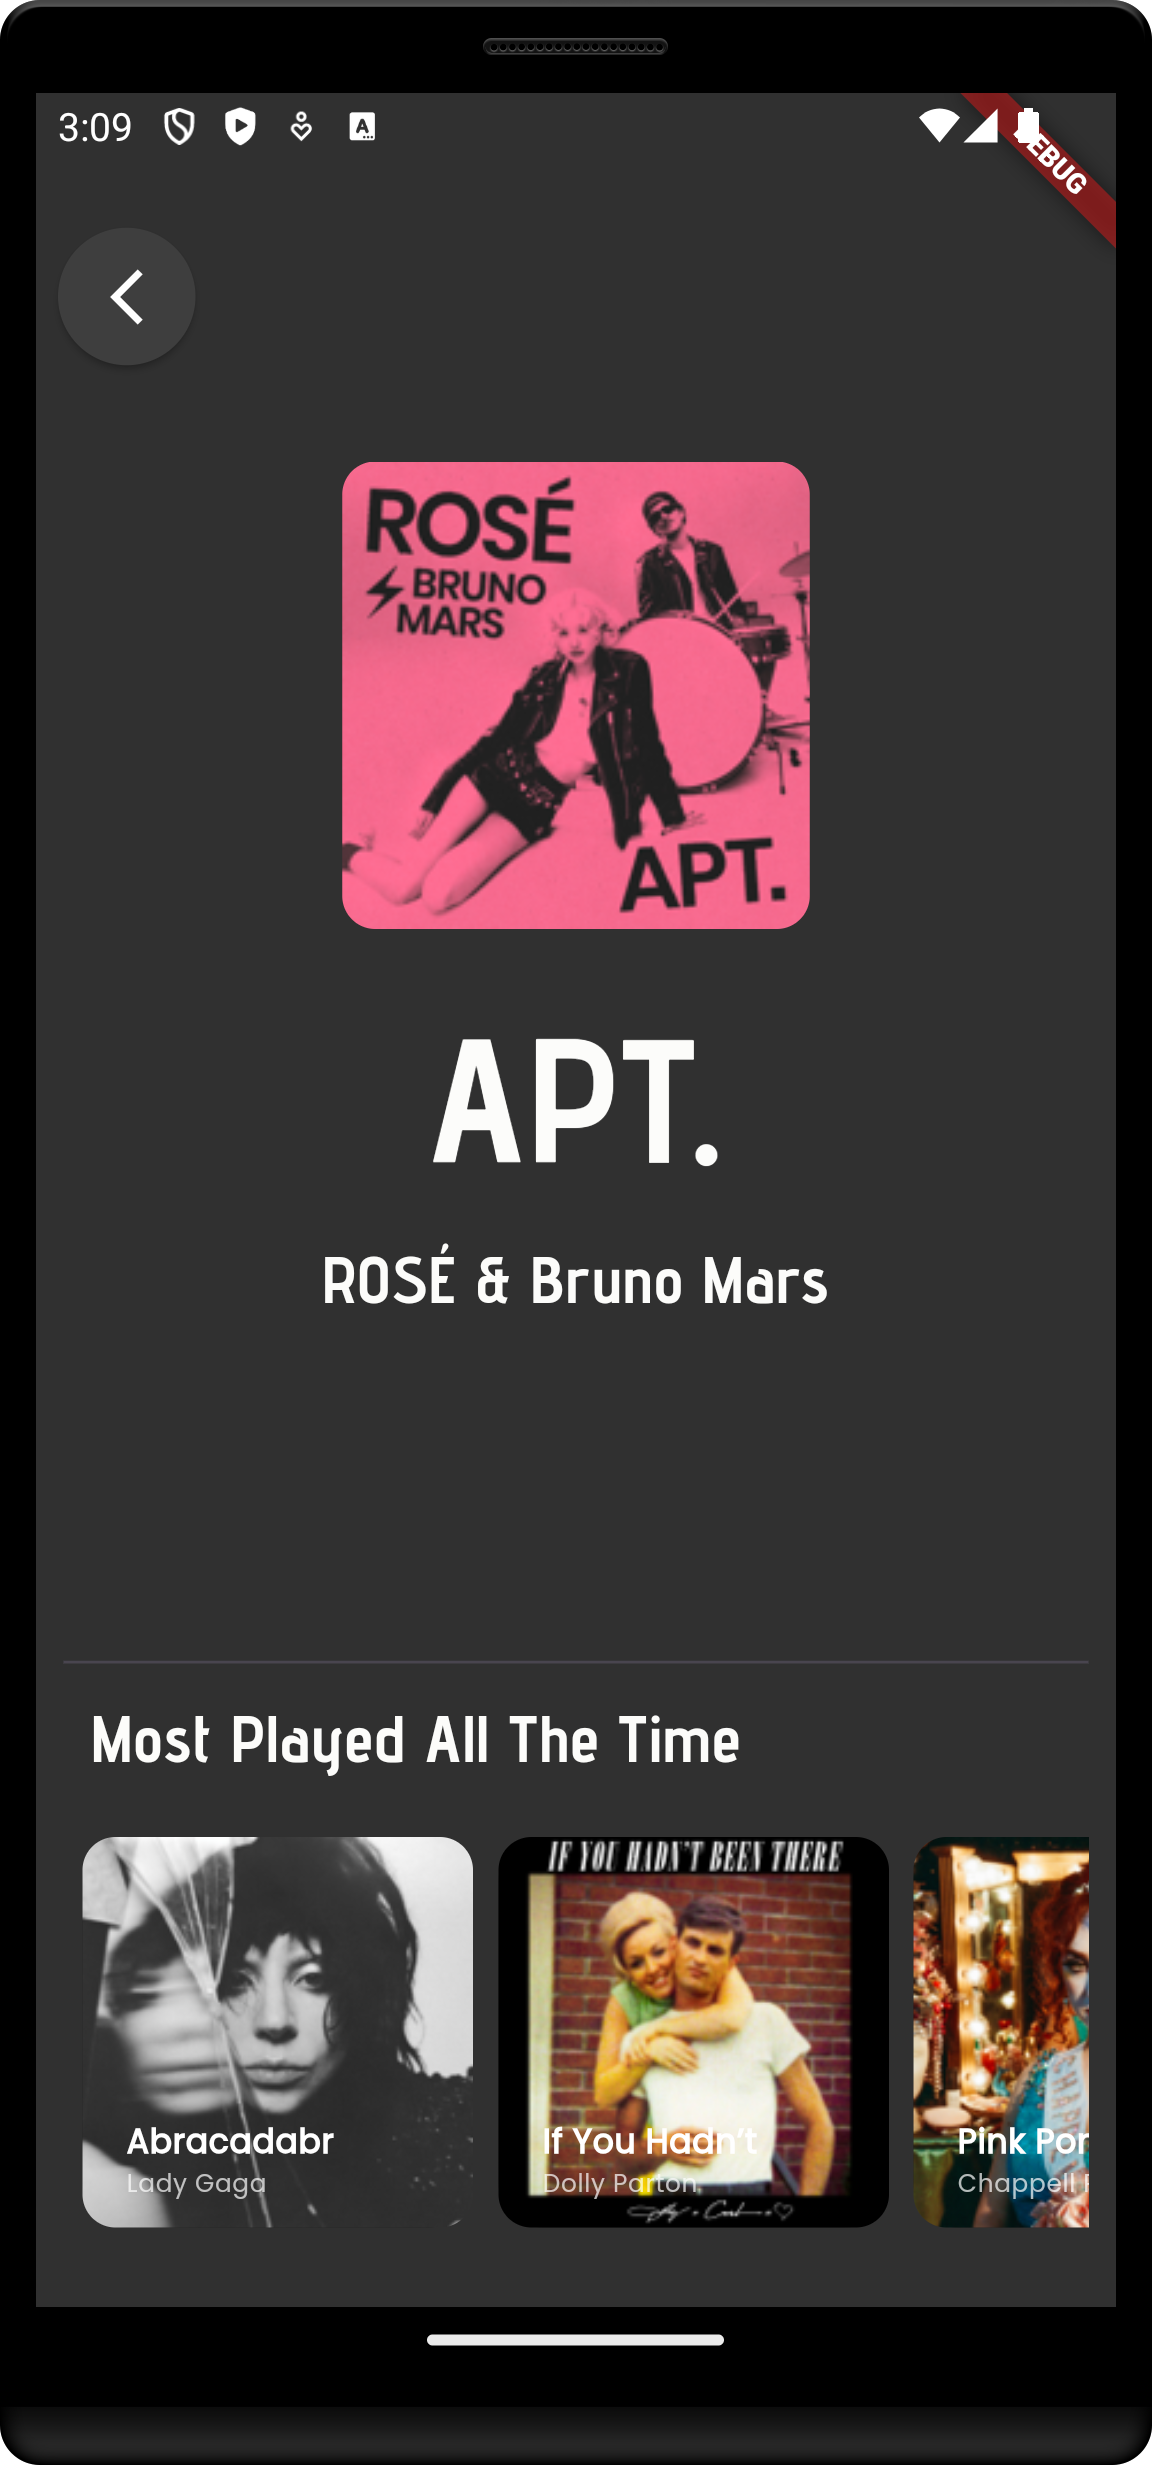 3:09
A
DEBUG
ROSÉ
BRUNO
MARS
APT.
APT.
ROSÉ & Bruno Mars
Most Played All The Time
Abracadabr
Lady Gaga
IF YOU HADN'T BEEN THERE
If You Hadn't
Dolly Parton
Pink Por
Chappell